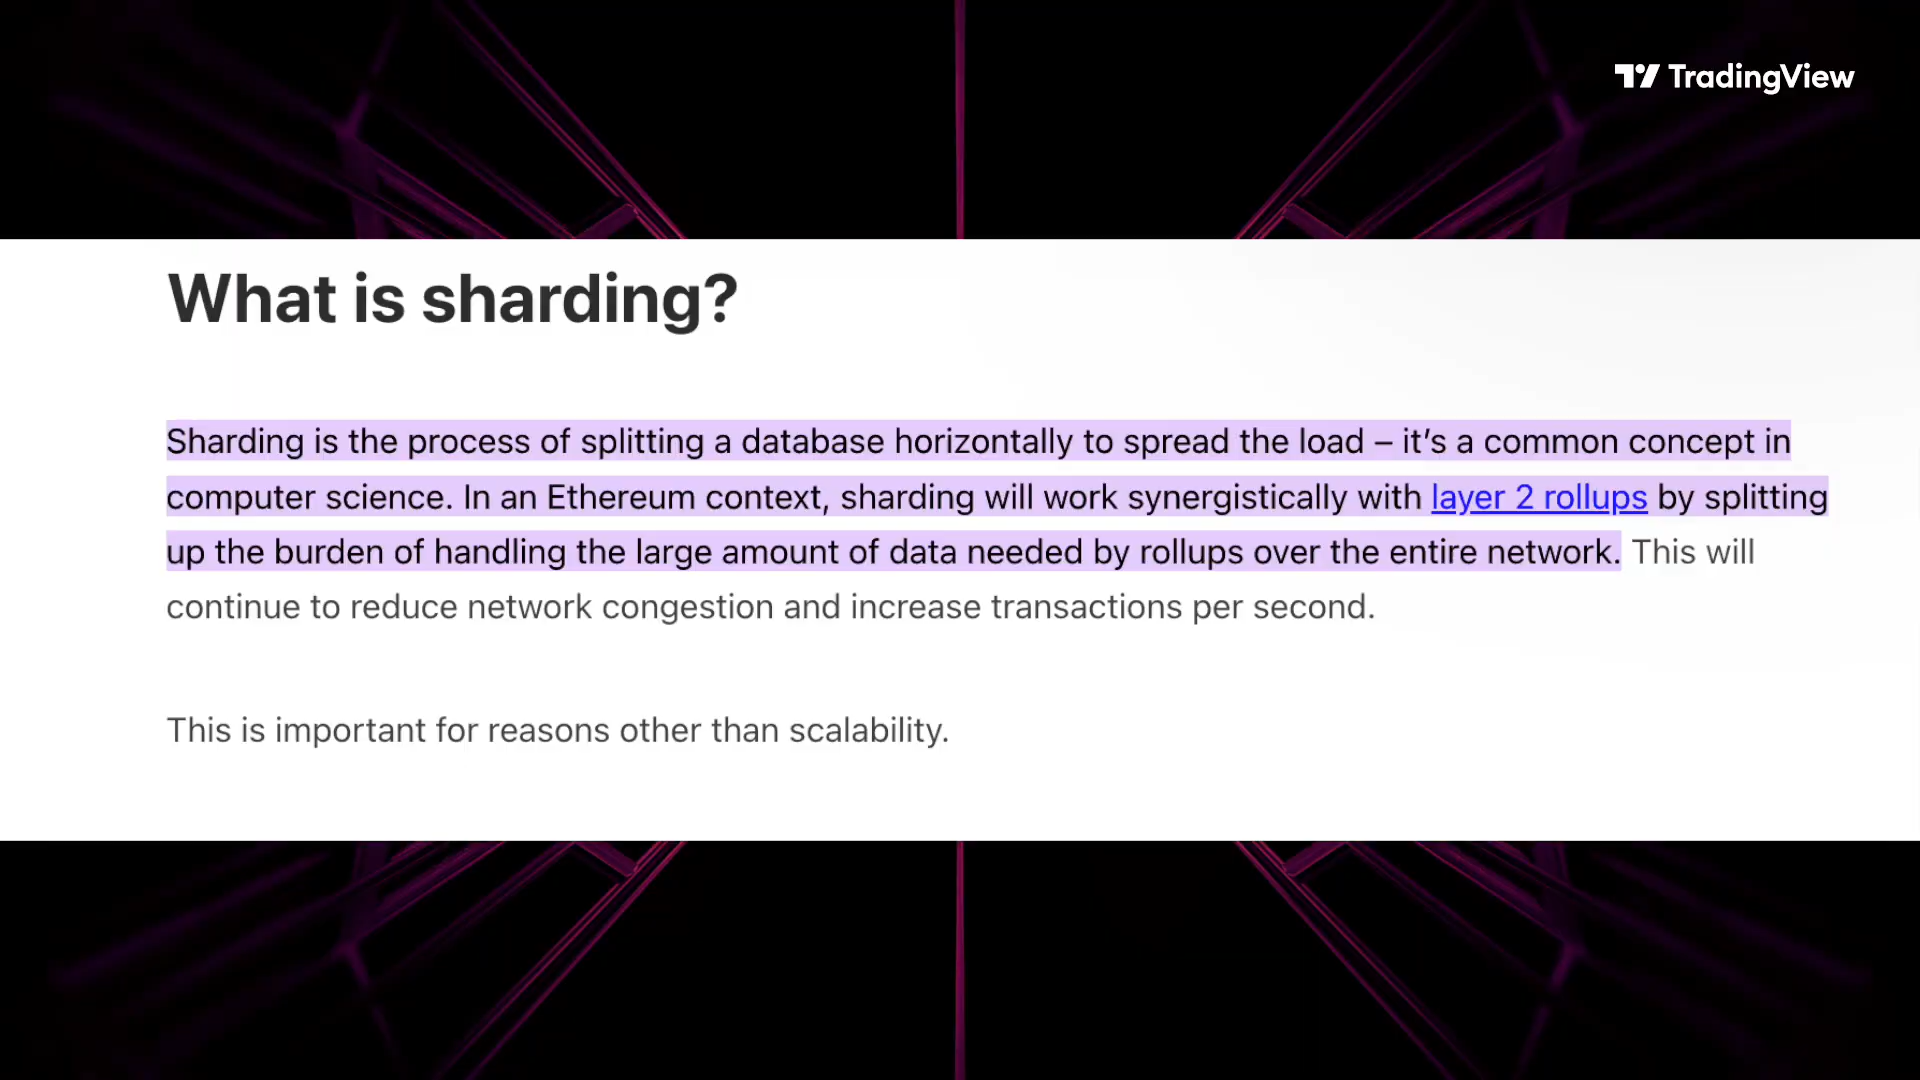 TradingView
What is sharding?
Sharding is the process of splitting a database horizontally to spread the load – it’s a common concept in
computer science. In an Ethereum context, sharding will work synergistically with layer 2 rollups by splitting
up the burden of handling the large amount of data needed by rollups over the entire network. This will
continue to reduce network congestion and increase transactions per second.
This is important for reasons other than scalability.